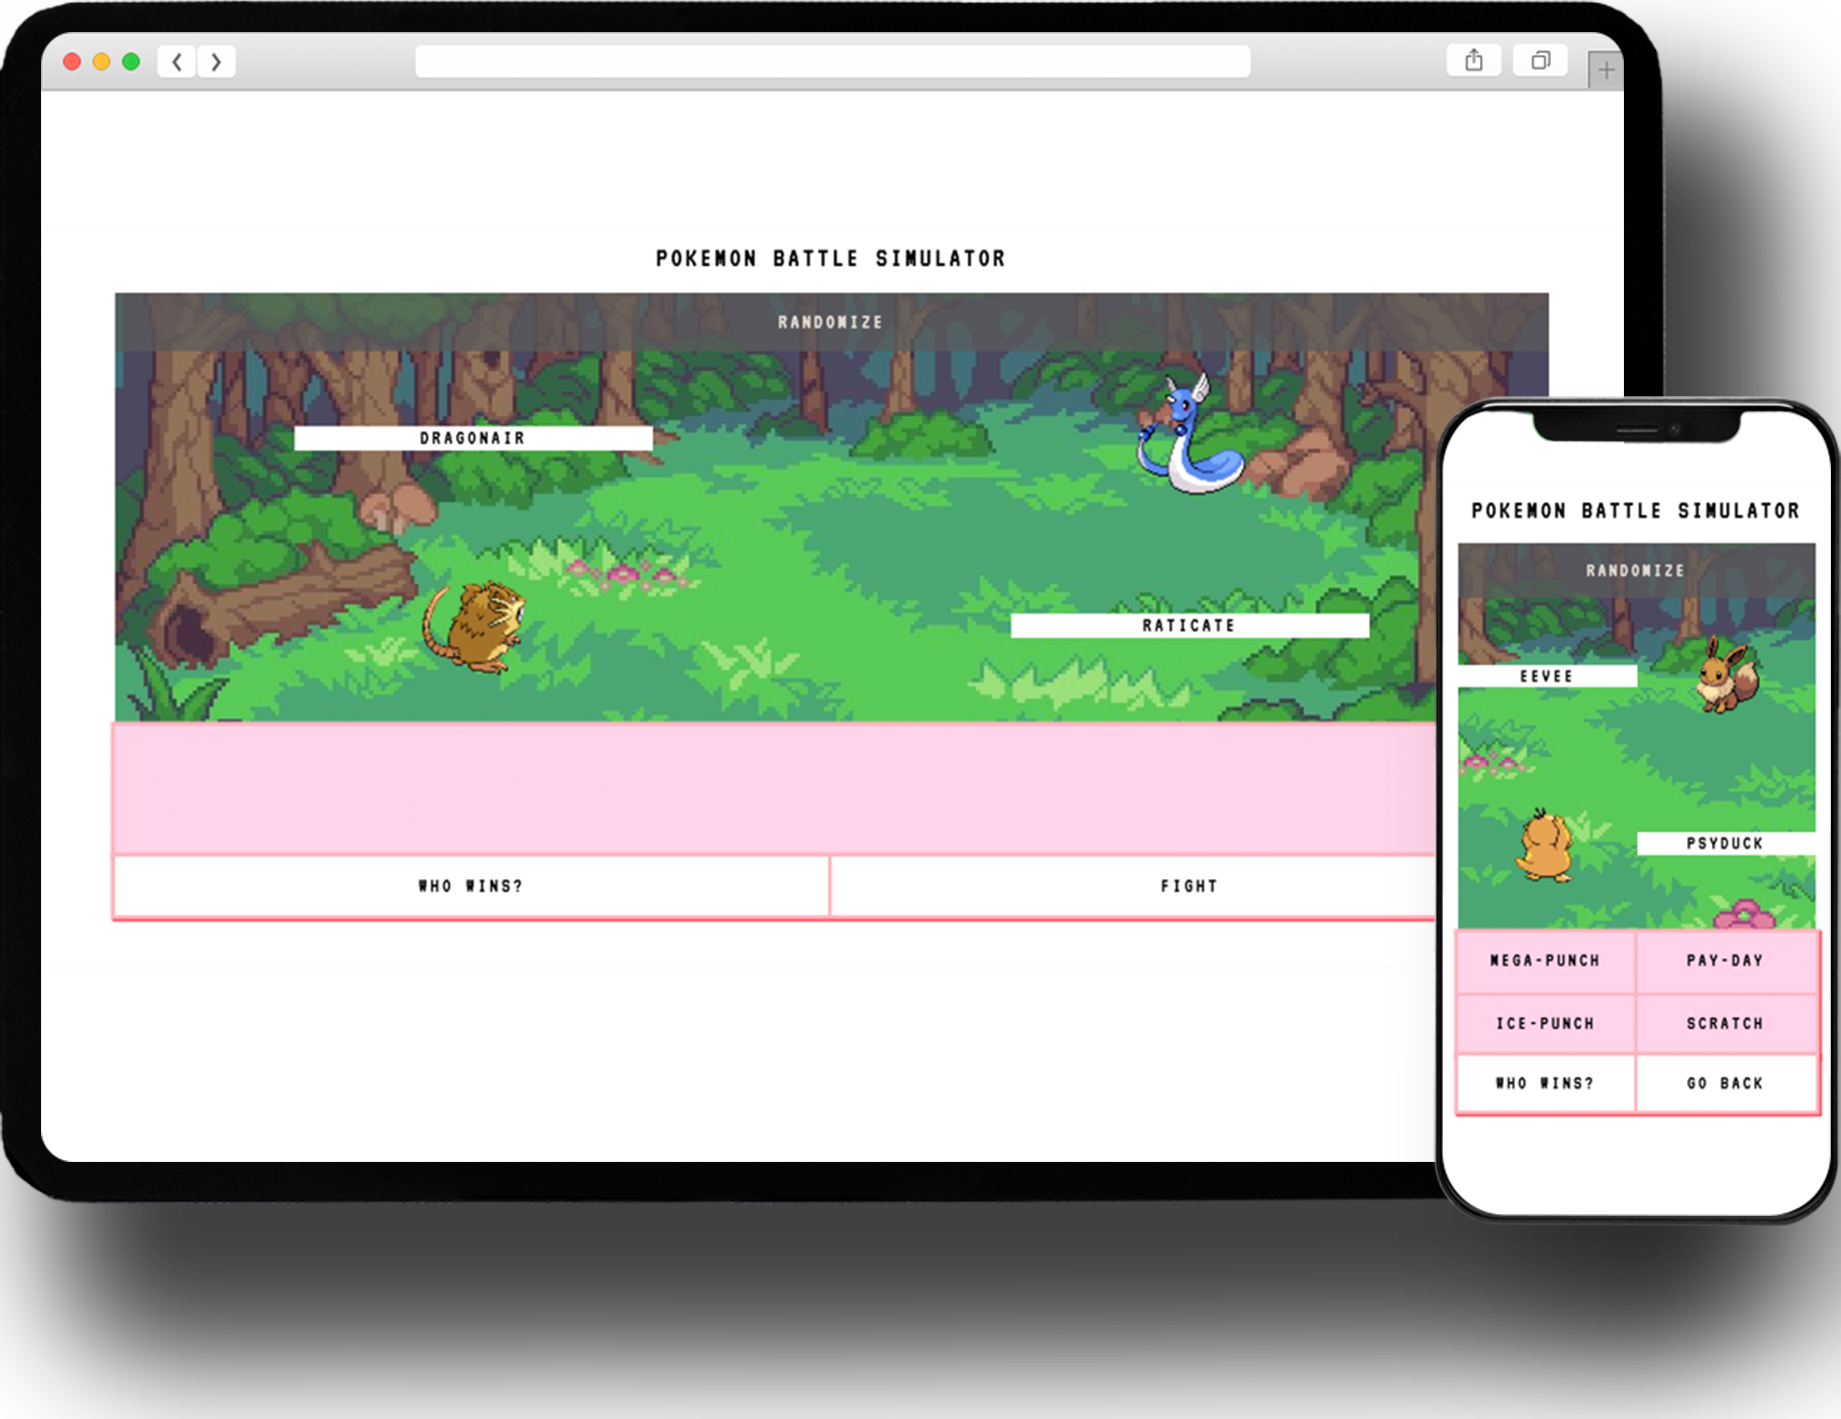 POKEMON BATTLE SIMULATOR
RANDOMIZE
DRAGONAIR
RATICATE
WHO WINS?
FIGHT
POKEMON BATTLE SIMULATOR
RANDOMIZE
EEVEE
PSYDUCK
MEGA-PUNCH
PAY-DAY
ICE-PUNCH
SCRATCH
WHO WINS?
GO BACK